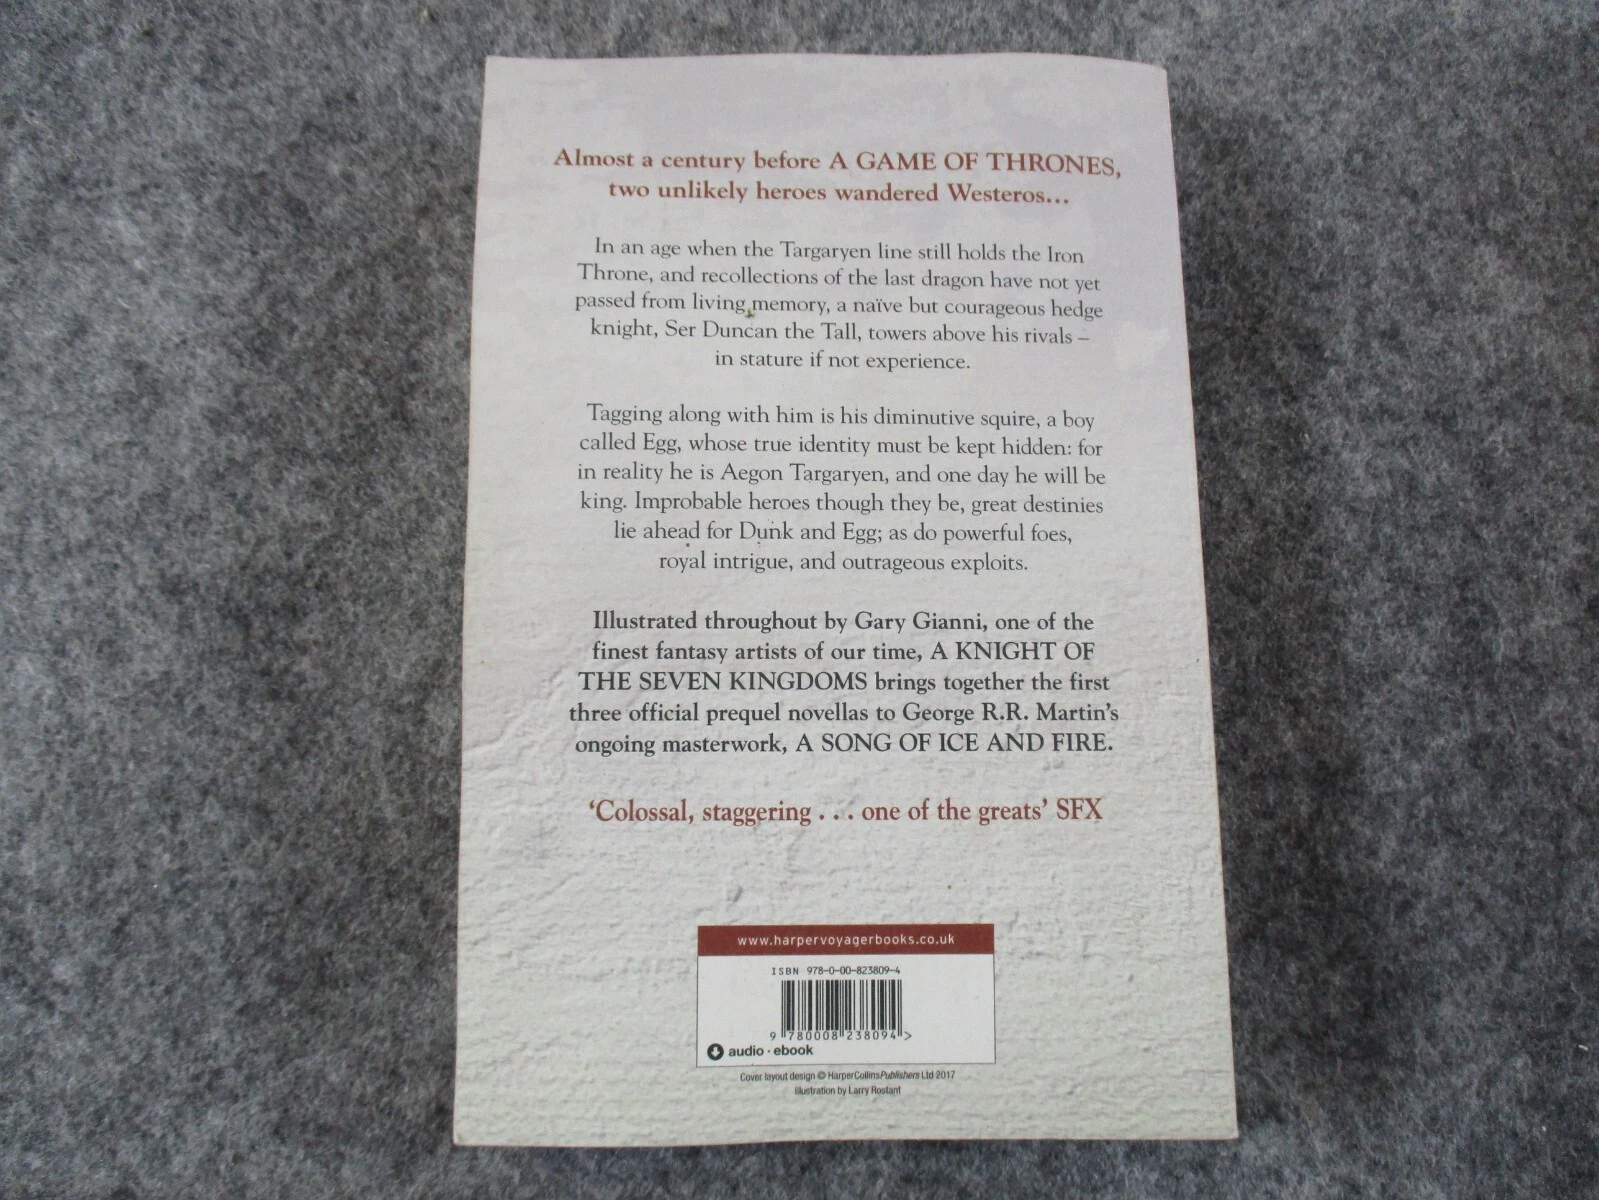 Almost a century before A GAME OF THRONES,
two unlikely heroes wandered Westeros...
In an age when the Targaryen line still holds the Iron
Throne, and recollections of the last dragon have not yet
passed from living memory, a naïve but courageous hedge
knight, Ser Duncan the Tall, towers above his rivals –
in stature if not experience.
Tagging along with him is his diminutive squire, a boy
called Egg, whose true identity must be kept hidden: for
in reality he is Aegon Targaryen, and one day he will be
king. Improbable heroes though they be, great destinies
lie ahead for Dunk and Egg; as do powerful foes,
royal intrigue, and outrageous exploits.
Illustrated throughout by Gary Gianni, one of the
finest fantasy artists of our time, A KNIGHT OF
THE SEVEN KINGDOMS brings together the first
three official prequel novellas to George R.R. Martin's
ongoing masterwork, A SONG OF ICE AND FIRE.
‘Colossal, staggering . . . one of the greats’ SFX
www.harpervoyagerbooks.co.uk
ISBN 978-0-00-823809-4
9 780008 238094 >
audio · ebook
Cover layout design © HarperCollinsPublishers Ltd 2017
Illustration by Larry Rostant